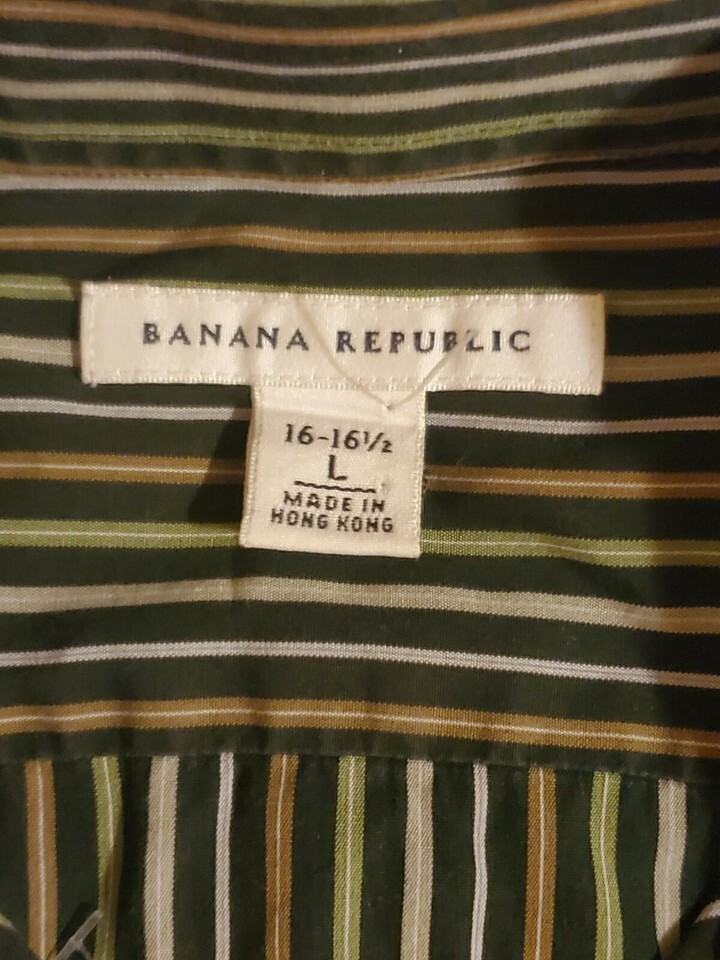 BANANA REPUBLIC
16-16½
L
MADE IN
HONG KONG